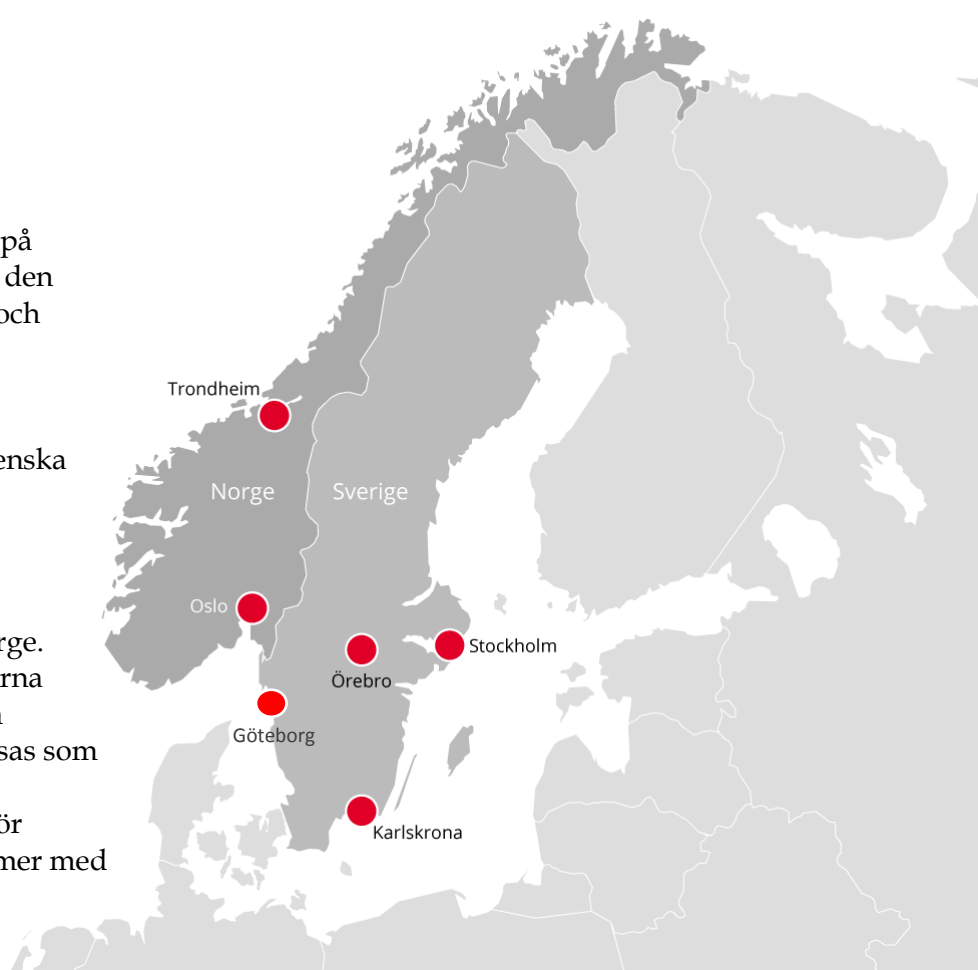 på
den
och
Trondheim
enska
Norge
Sverige
Oslo
rge.
Stockholm
rna
Örebro
Göteborg
sas som
ör
Karlskrona
mer med